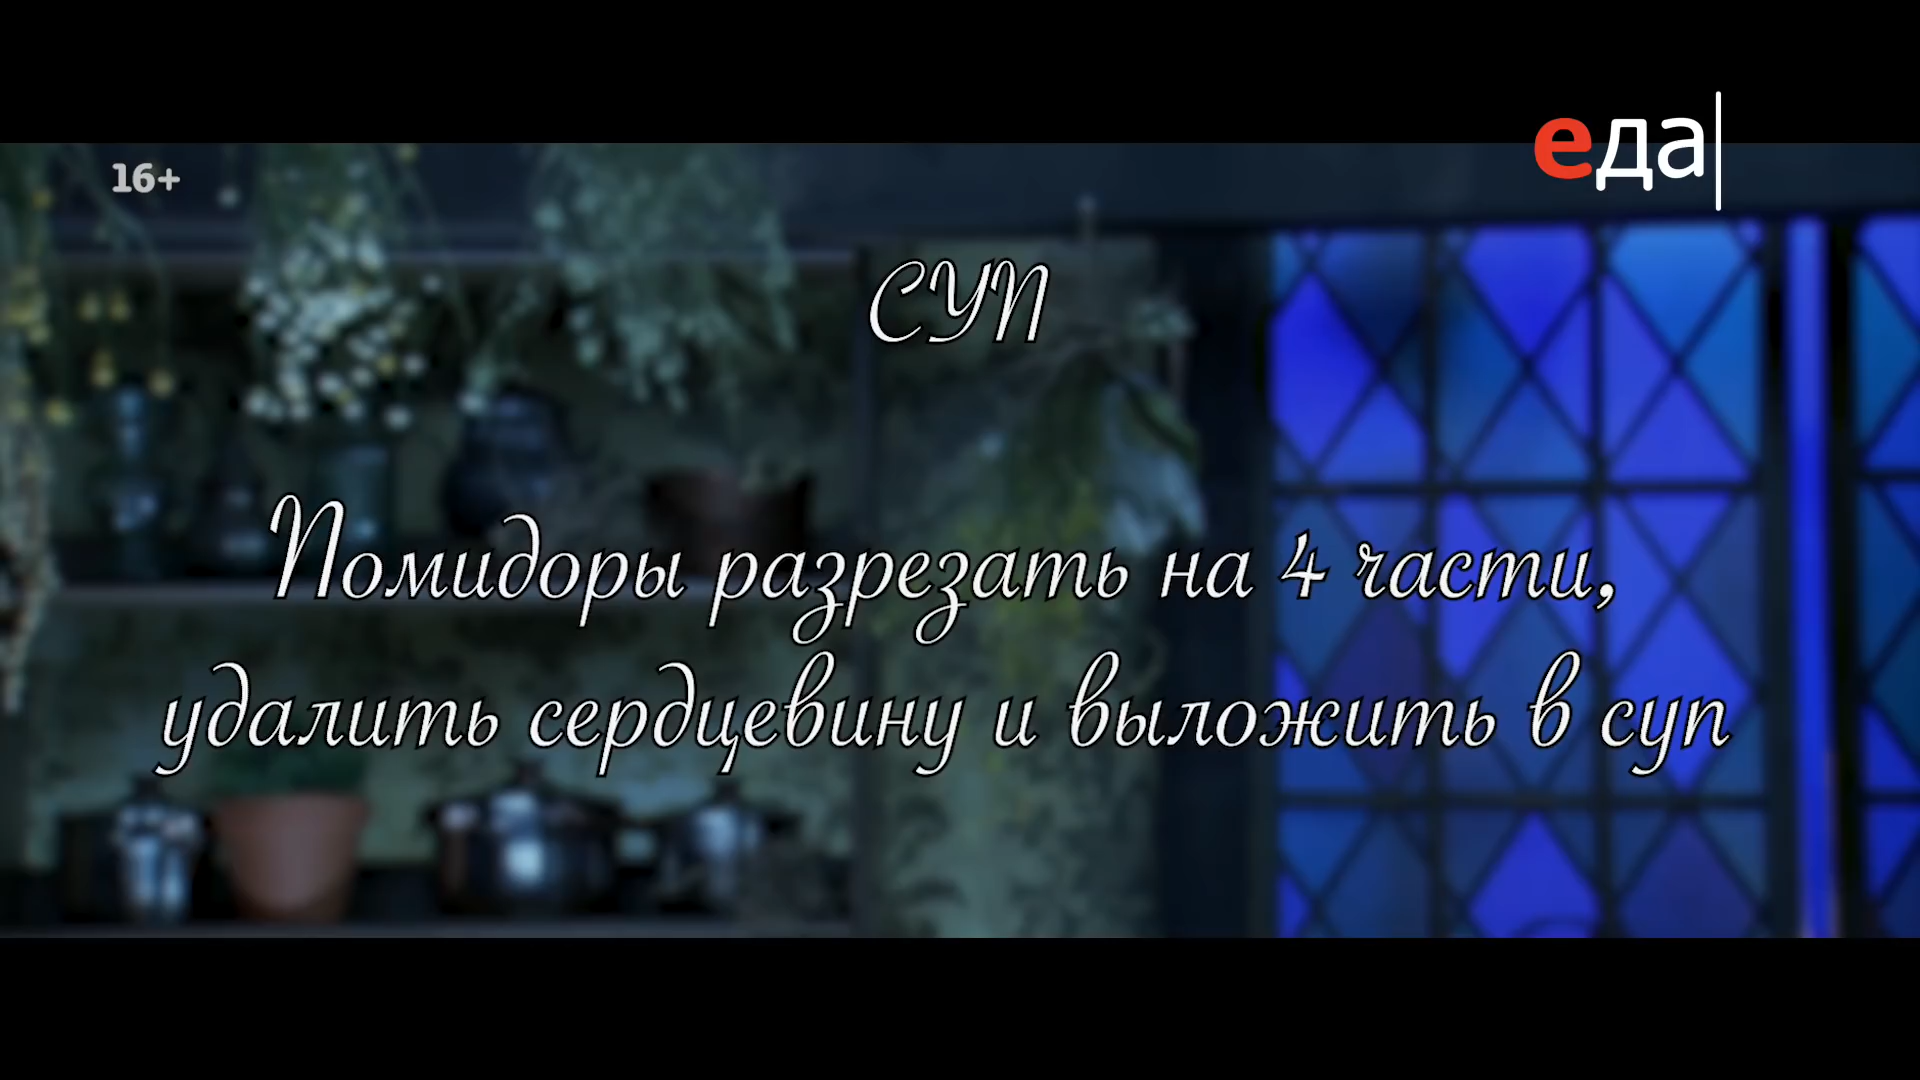 еда
16+
СУП
Помидоры разрезать на 4 части,
удалить сердцевину и выложить в суп